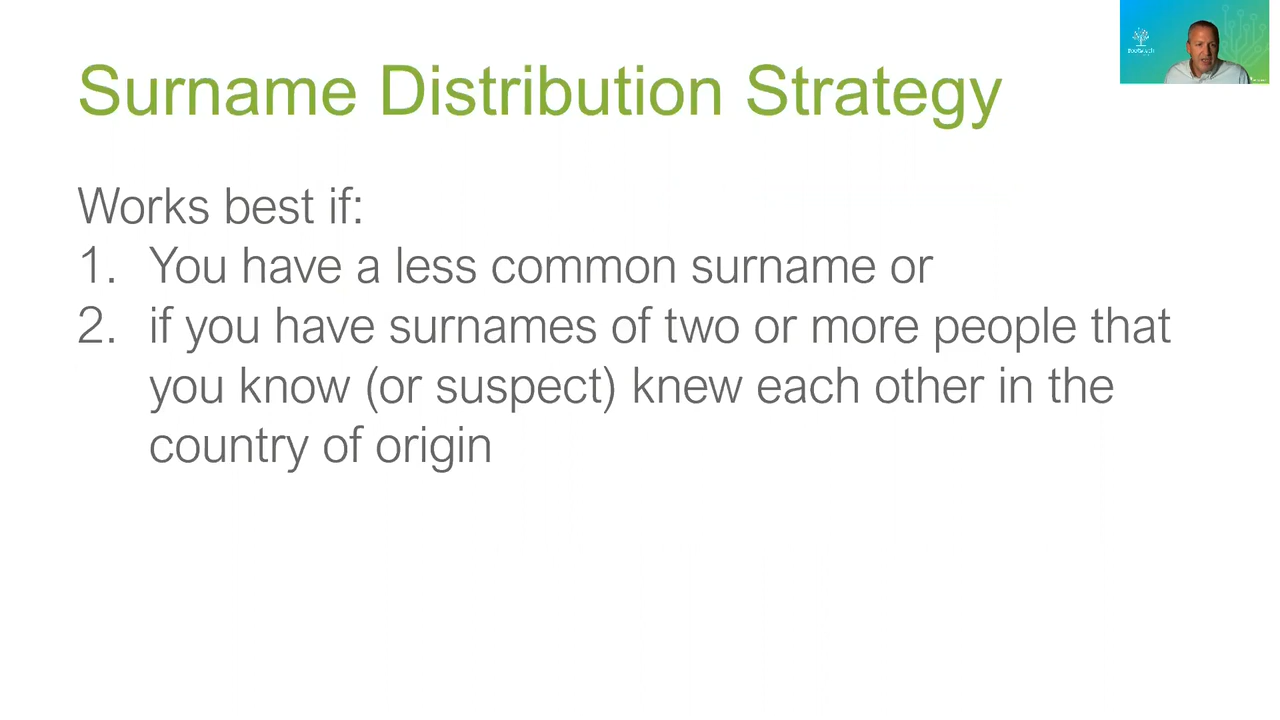 Surname Distribution Strategy
Works best if:
1. You have a less common surname or
2. if you have surnames of two or more people that
you know (or suspect) knew each other in the
country of origin